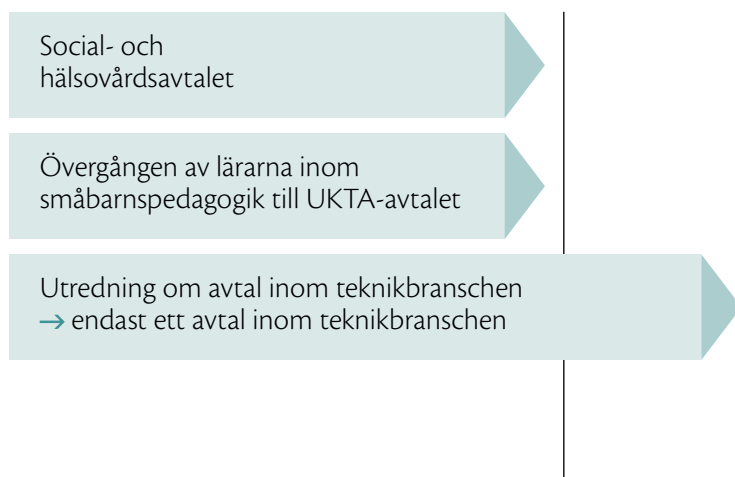 Social- och
hälsovårdsavtalet
Övergången av lärarna inom
småbarnspedagogik till UKTA-avtalet
Utredning om avtal inom teknikbranschen
→ endast ett avtal inom teknikbranschen